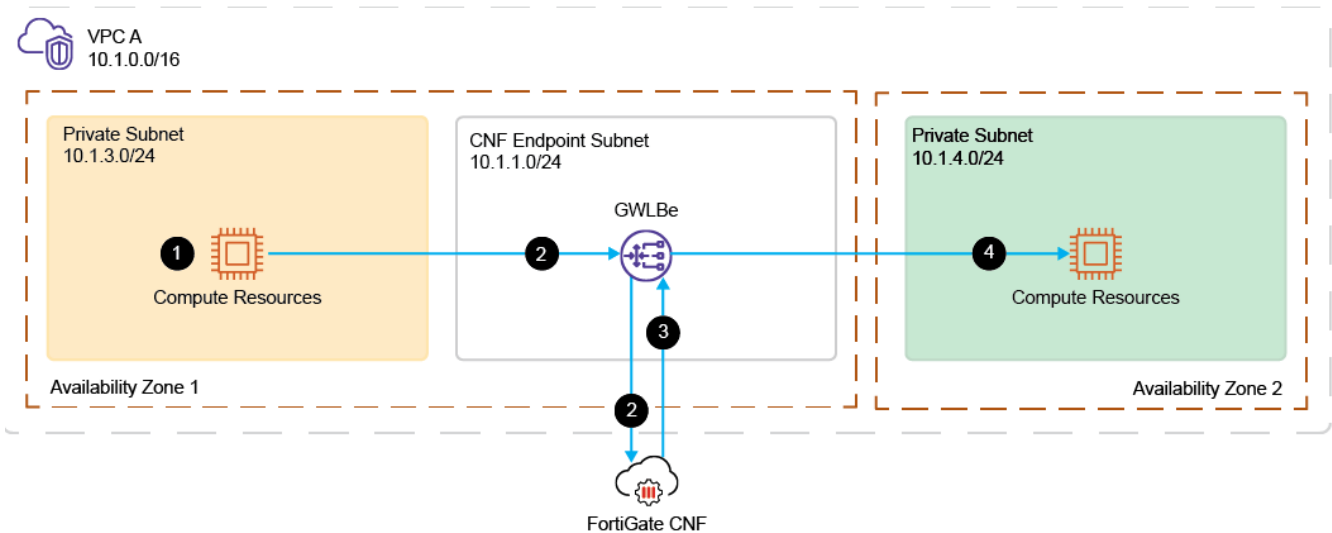 VPC A
10.1.0.0/16
Private Subnet
10.1.3.0/24
CNF Endpoint Subnet
10.1.1.0/24
Private Subnet
10.1.4.0/24
GWLBe
1
2
4
Compute Resources
Compute Resources
3
Availability Zone 1
Availability Zone 2
2
FortiGate CNF